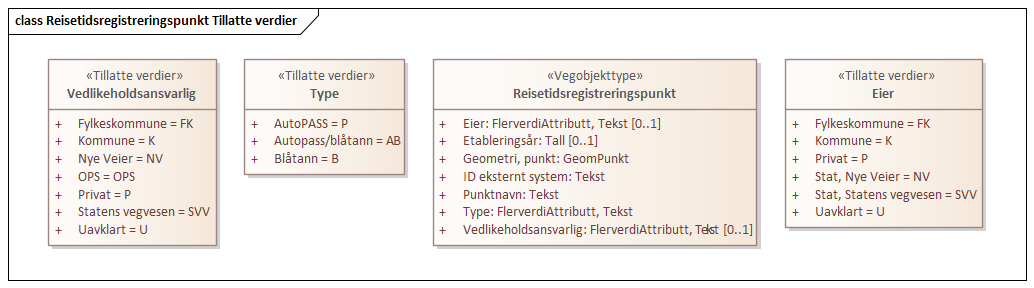 class Reisetidsregistreringspunkt Tillatte verdier
«Tillatte verdier»
Vedlikeholdsansvarlig
+ Fylkeskommune = FK
+ Kommune = K
+ Nye Veier = NV
+ OPS = OPS
+ Privat = P
+ Statens vegvesen = SVV
+ Uavklart = U
«Tillatte verdier»
Type
+ AutoPASS = P
+ Autopass/blåtann = AB
+ Blåtann = B
«Vegobjekttype»
Reisetidsregistreringspunkt
+ Eier: FlerverdiAttributt, Tekst [0..1]
+ Etableringsår: Tall [0..1]
+ Geometri, punkt: GeomPunkt
+ ID eksternt system: Tekst
+ Punktnavn: Tekst
+ Type: FlerverdiAttributt, Tekst
+ Vedlikeholdsansvarlig: FlerverdiAttributt, Tekst [0..1]
«Tillatte verdier»
Eier
+ Fylkeskommune = FK
+ Kommune = K
+ Privat = P
+ Stat, Nye Veier = NV
+ Stat, Statens vegvesen = SVV
+ Uavklart = U